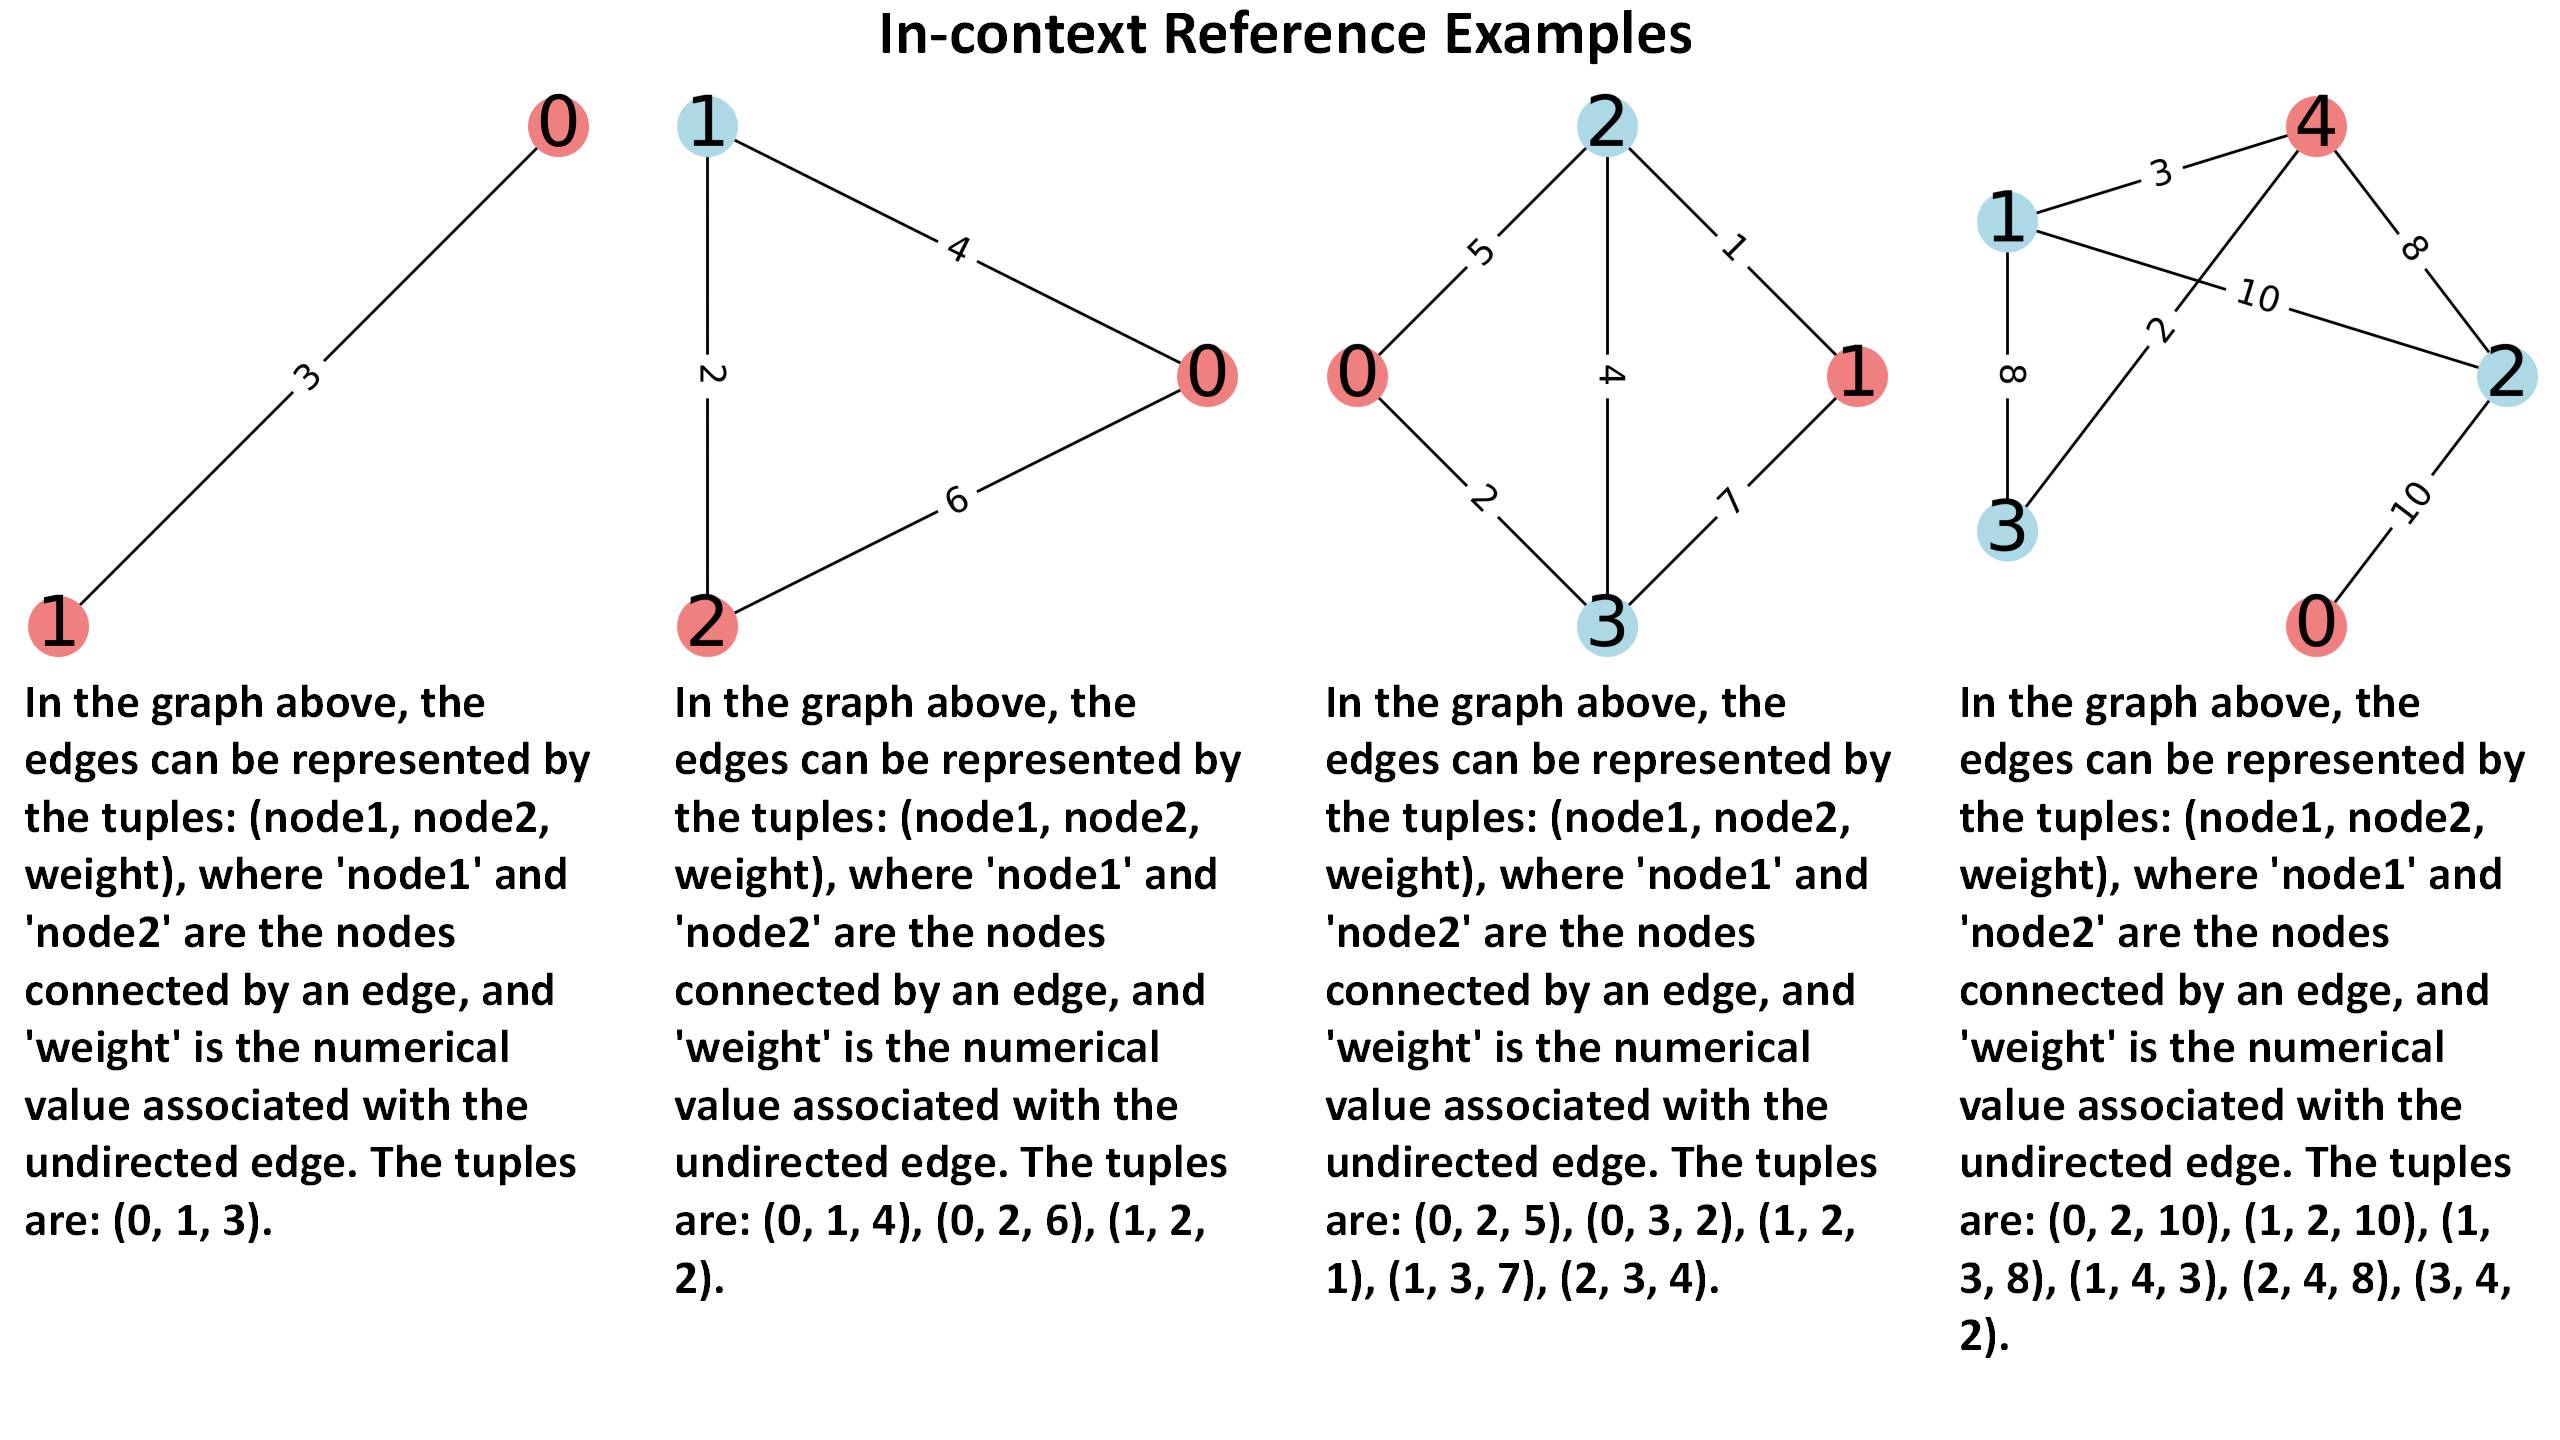 In-context Reference Examples
0
3
1
In the graph above, the
edges can be represented by
the tuples: (node1, node2,
weight), where 'node1' and
'node2' are the nodes
connected by an edge, and
'weight' is the numerical
value associated with the
undirected edge. The tuples
are: (0, 1, 3).
1
4
2
0
6
2
In the graph above, the
edges can be represented by
the tuples: (node1, node2,
weight), where 'node1' and
'node2' are the nodes
connected by an edge, and
'weight' is the numerical
value associated with the
undirected edge. The tuples
are: (0, 1, 4), (0, 2, 6), (1, 2,
2).
2
5
1
0
4
1
2
7
3
In the graph above, the
edges can be represented by
the tuples: (node1, node2,
weight), where 'node1' and
'node2' are the nodes
connected by an edge, and
'weight' is the numerical
value associated with the
undirected edge. The tuples
are: (0, 2, 5), (0, 3, 2), (1, 2,
1), (1, 3, 7), (2, 3, 4).
4
3
1
8
10
2
8
2
10
3
0
In the graph above, the
edges can be represented by
the tuples: (node1, node2,
weight), where 'node1' and
'node2' are the nodes
connected by an edge, and
'weight' is the numerical
value associated with the
undirected edge. The tuples
are: (0, 2, 10), (1, 2, 10), (1,
3, 8), (1, 4, 3), (2, 4, 8), (3, 4,
2).